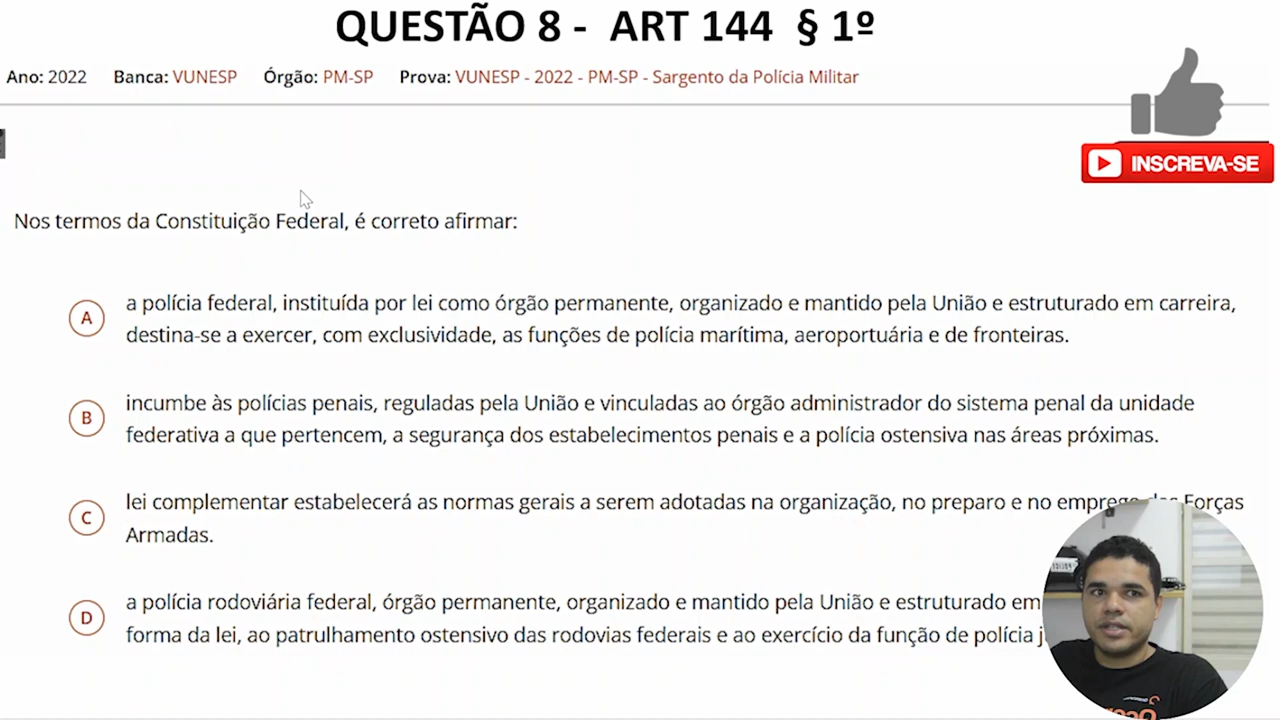 QUESTÃO 8 - ART 144 § 1º
Ano: 2022 Banca: VUNESP Órgão: PM-SP Prova: VUNESP - 2022 - PM-SP - Sargento da Polícia Militar
INSCREVA-SE
Nos termos da Constituição Federal, é correto afirmar:
A
a polícia federal, instituída por lei como órgão permanente, organizado e mantido pela União e estruturado em carreira,
destina-se a exercer, com exclusividade, as funções de polícia marítima, aeroportuária e de fronteiras.
B
incumbe às polícias penais, reguladas pela União e vinculadas ao órgão administrador do sistema penal da unidade
federativa a que pertencem, a segurança dos estabelecimentos penais e a polícia ostensiva nas áreas próximas.
C
lei complementar estabelecerá as normas gerais a serem adotadas na organização, no preparo e no emprego das Forças
Armadas.
D
a polícia rodoviária federal, órgão permanente, organizado e mantido pela União e estruturado em
forma da lei, ao patrulhamento ostensivo das rodovias federais e ao exercício da função de polícia